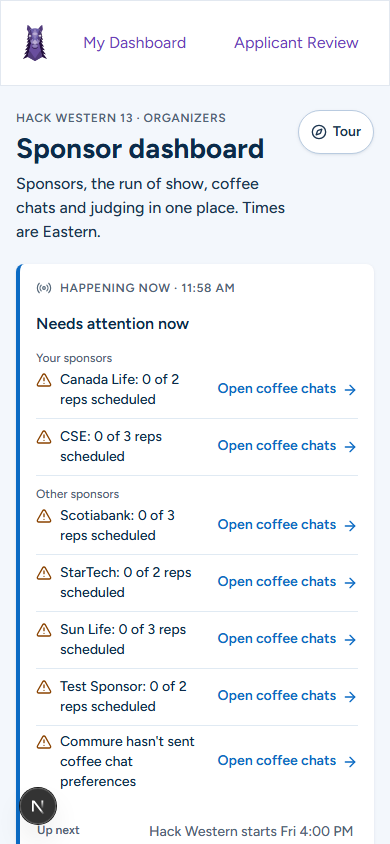 My Dashboard Applicant Review
HACK WESTERN 13 · ORGANIZERS
Sponsor dashboard
Tour
Sponsors, the run of show, coffee
chats and judging in one place. Times
are Eastern.
HAPPENING NOW · 11:58 AM
Needs attention now
Your sponsors
Canada Life: 0 of 2
reps scheduled
Open coffee chats →
CSE: 0 of 3 reps
scheduled
Open coffee chats →
Other sponsors
Scotiabank: 0 of 3
reps scheduled
Open coffee chats →
StarTech: 0 of 2 reps
scheduled
Open coffee chats →
Sun Life: 0 of 3 reps
scheduled
Open coffee chats →
Test Sponsor: 0 of 2
reps scheduled
Open coffee chats →
Commure hasn't sent
coffee chat
preferences
Open coffee chats →
N
Up next Hack Western starts Fri 4:00 PM